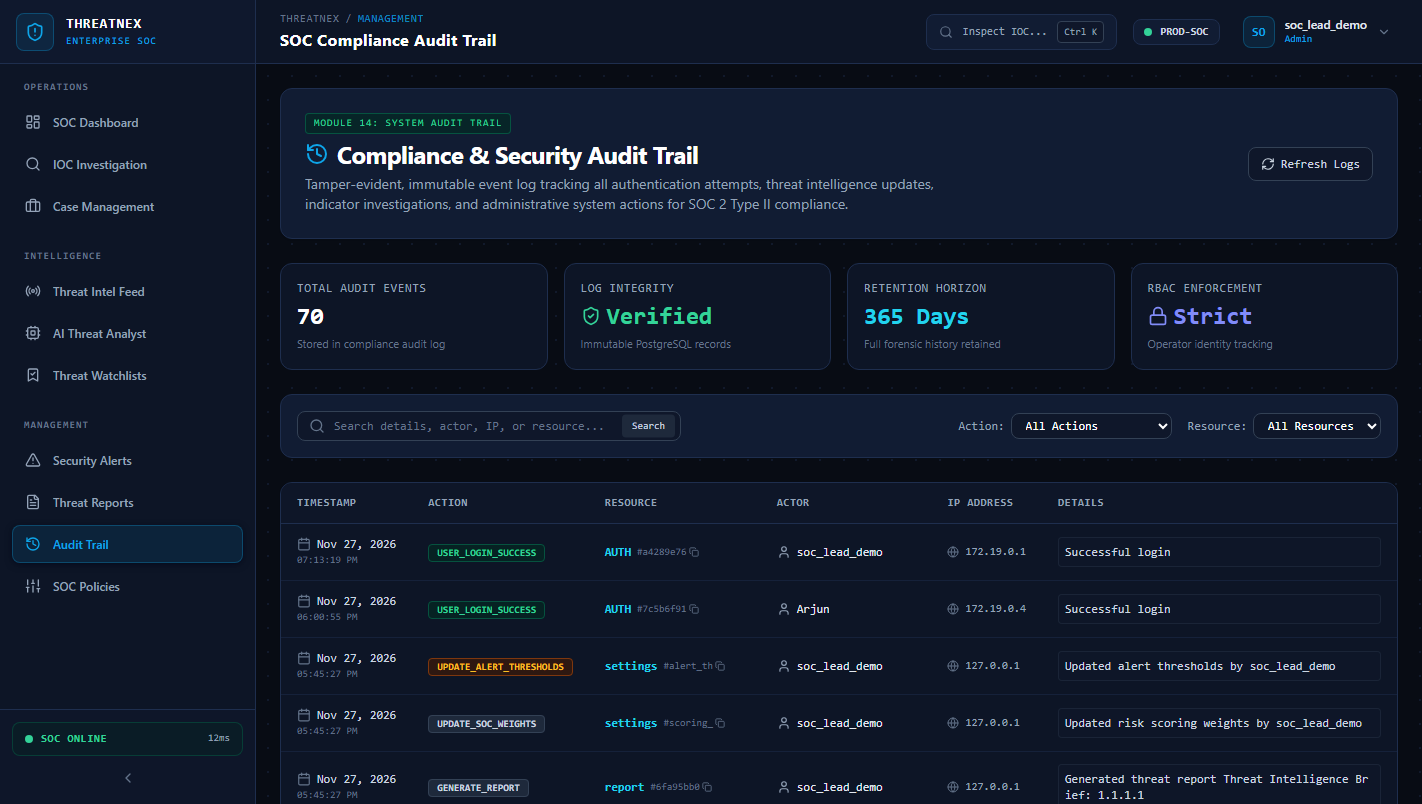 THREATNEX
ENTERPRISE SOC
OPERATIONS
SOC Dashboard
IOC Investigation
Case Management
INTELLIGENCE
Threat Intel Feed
AI Threat Analyst
Threat Watchlists
MANAGEMENT
Security Alerts
Threat Reports
Audit Trail
SOC Policies
SOC ONLINE 12ms
THREATNEX / MANAGEMENT
SOC Compliance Audit Trail
Inspect IOC... Ctrl K
PROD-SOC
SO
soc_lead_demo
Admin
MODULE 14: SYSTEM AUDIT TRAIL
Compliance & Security Audit Trail
Tamper-evident, immutable event log tracking all authentication attempts, threat intelligence updates,
indicator investigations, and administrative system actions for SOC 2 Type II compliance.
Refresh Logs
TOTAL AUDIT EVENTS
70
Stored in compliance audit log
LOG INTEGRITY
Verified
Immutable PostgreSQL records
RETENTION HORIZON
365 Days
Full forensic history retained
RBAC ENFORCEMENT
Strict
Operator identity tracking
Search details, actor, IP, or resource... Search
Action: All Actions Resource: All Resources
TIMESTAMP ACTION RESOURCE ACTOR IP ADDRESS DETAILS
Nov 27, 2026
07:13:19 PM
USER_LOGIN_SUCCESS AUTH #a4289e76 soc_lead_demo 172.19.0.1 Successful login
Nov 27, 2026
06:00:55 PM
USER_LOGIN_SUCCESS AUTH #7c5b6f91 Arjun 172.19.0.4 Successful login
Nov 27, 2026
05:45:27 PM
UPDATE_ALERT_THRESHOLDS settings #alert_th soc_lead_demo 127.0.0.1 Updated alert thresholds by soc_lead_demo
Nov 27, 2026
05:45:27 PM
UPDATE_SOC_WEIGHTS settings #scoring_ soc_lead_demo 127.0.0.1 Updated risk scoring weights by soc_lead_demo
Nov 27, 2026
05:45:27 PM
GENERATE_REPORT report #6fa95bb0 soc_lead_demo 127.0.0.1
Generated threat report Threat Intelligence Br
ief: 1.1.1.1